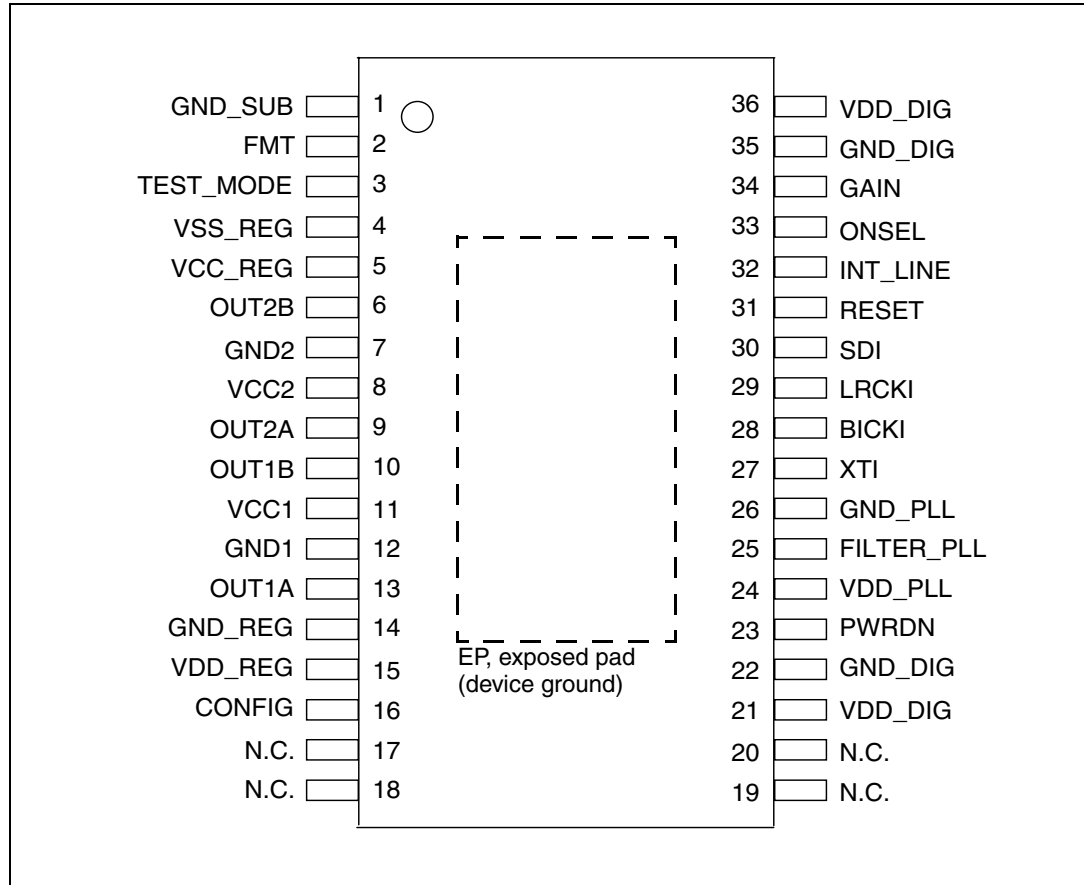 GND_SUB 1
FMT 2
TEST_MODE 3
VSS_REG 4
VCC_REG 5
OUT2B 6
GND2 7
VCC2 8
OUT2A 9
OUT1B 10
VCC1 11
GND1 12
OUT1A 13
GND_REG 14
VDD_REG 15
CONFIG 16
N.C. 17
N.C. 18
EP, exposed pad
(device ground)
36 VDD_DIG
35 GND_DIG
34 GAIN
33 ONSEL
32 INT_LINE
31 RESET
30 SDI
29 LRCKI
28 BICKI
27 XTI
26 GND_PLL
25 FILTER_PLL
24 VDD_PLL
23 PWRDN
22 GND_DIG
21 VDD_DIG
20 N.C.
19 N.C.